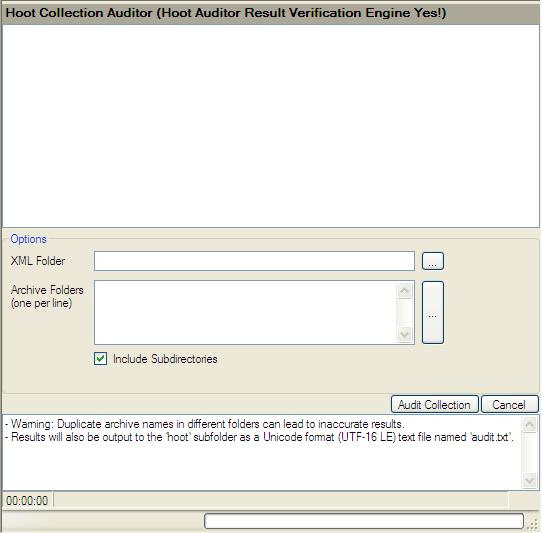 Hoot Collection Auditor (Hoot Auditor Result Verification Engine Yes!)
Options
XML Folder
...
Archive Folders
(one per line)
...
Include Subdirectories
Audit Collection
Cancel
- Warning: Duplicate archive names in different folders can lead to inaccurate results.
- Results will also be output to the 'hoot' subfolder as a Unicode format (UTF-16 LE) text file named 'audit.txt'.
00:00:00